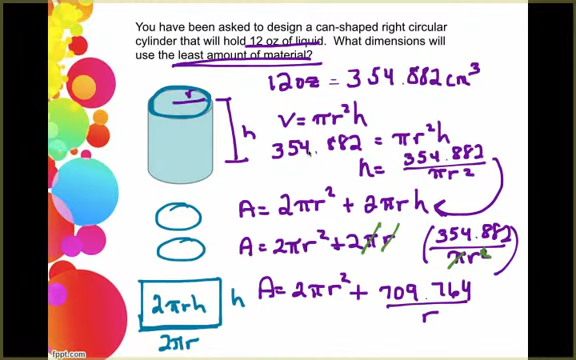 You have been asked to design a can-shaped right circular
cylinder that will hold 12 oz of liquid.  What dimensions will
use the least amount of material?
12oz = 354.882cm³
r
h
V = πr²h
354.882 = πr²h
h = 354.882/πr²
A = 2πr² + 2πrh
A = 2πr² + 2πr (354.882/πr²)
A = 2πr² + 709.764/r
2πrh h
2πr
fppt.com